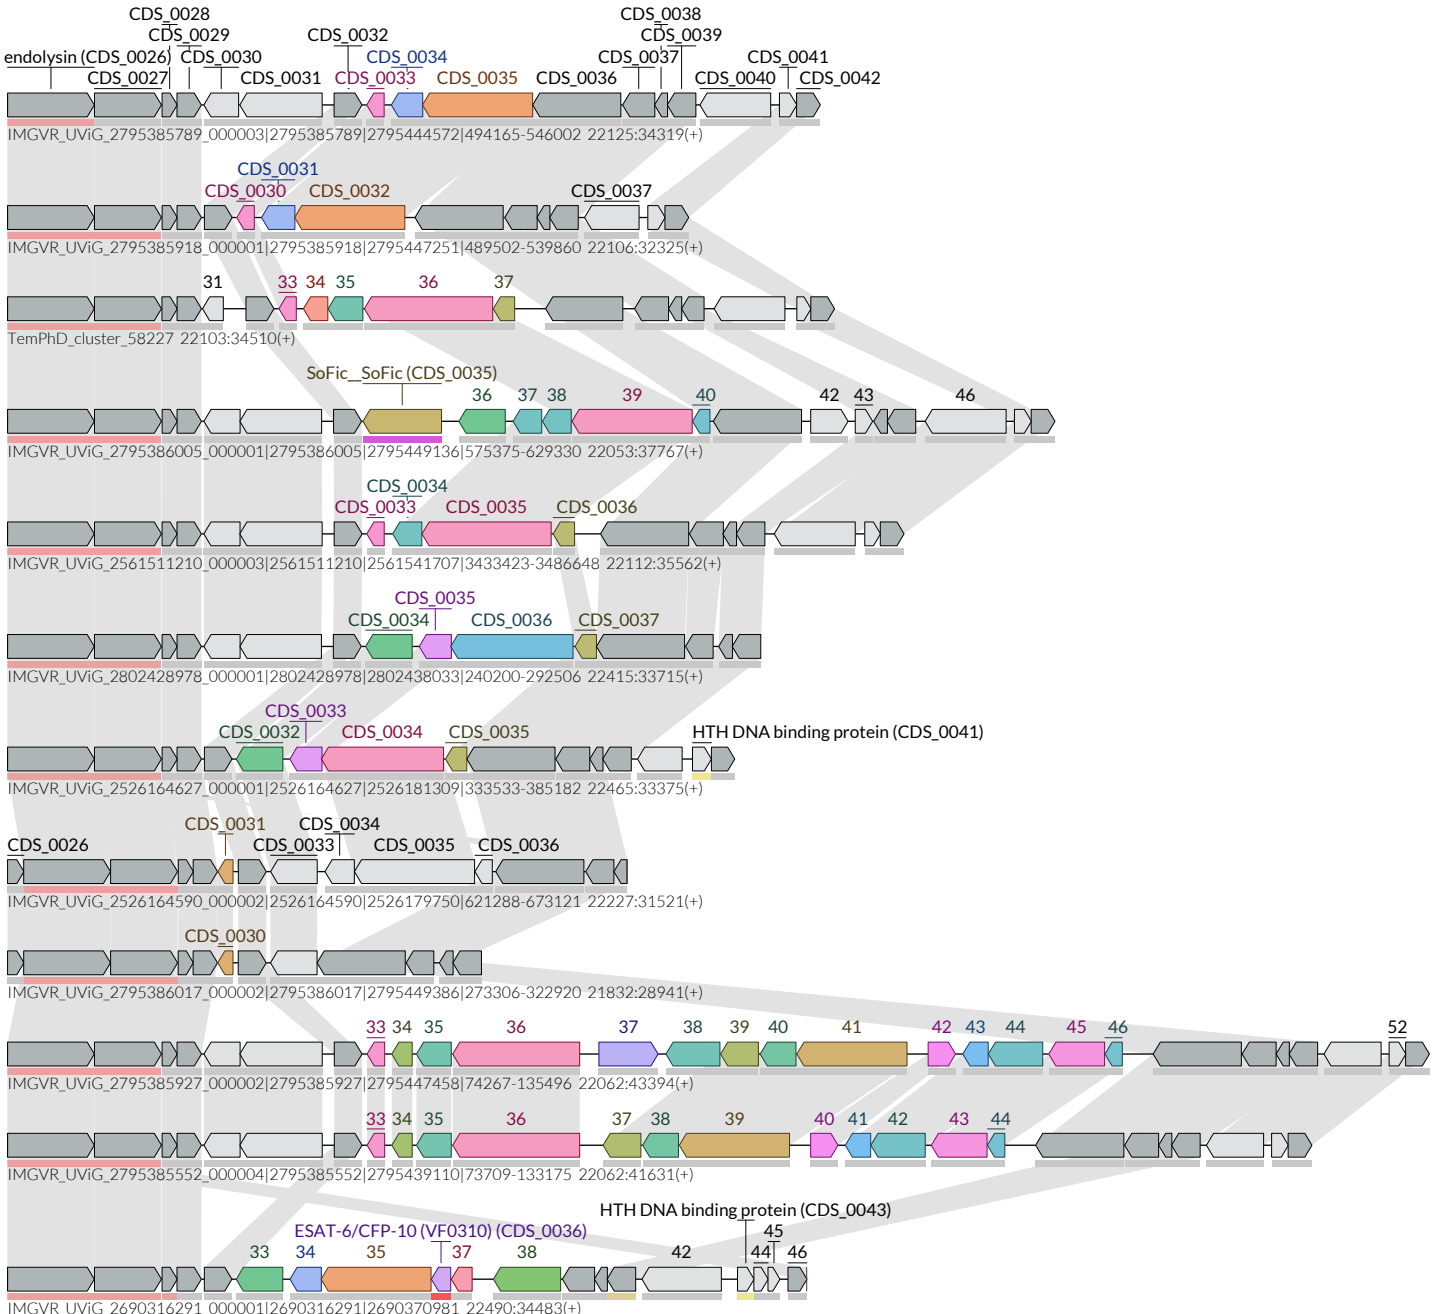 CDS_0028
CDS_0038
CDS_0029
CDS_0032
CDS_0039
endolysin (CDS_0026)
CDS_0030
CDS_0034
CDS_0037
CDS_0041
CDS_0027
CDS_0031
CDS_0033
CDS_0035
CDS_0036
CDS_0040
CDS_0042
IMGVR_UViG_2795385789_000003|2795385789|2795444572|494165-546002 22125:34319(+)
CDS_0031
CDS_0030
CDS_0032
CDS_0037
IMGVR_UViG_2795385918_000001|2795385918|2795447251|489502-539860 22106:32325(+)
31 33 34 35 36 37
TemPhD_cluster_58227 22103:34510(+)
SoFic__SoFic (CDS_0035)
36 37 38 39 40 42 43 46
IMGVR_UViG_2795386005_000001|2795386005|2795449136|575375-629330 22053:37767(+)
CDS_0034
CDS_0033
CDS_0035
CDS_0036
IMGVR_UViG_2561511210_000003|2561511210|2561541707|3433423-3486648 22112:35562(+)
CDS_0035
CDS_0034
CDS_0036
CDS_0037
IMGVR_UViG_2802428978_000001|2802428978|2802438033|240200-292506 22415:33715(+)
CDS_0033
CDS_0032
CDS_0034
CDS_0035
HTH DNA binding protein (CDS_0041)
IMGVR_UViG_2526164627_000001|2526164627|2526181309|333533-385182 22465:33375(+)
CDS_0031
CDS_0034
CDS_0026
CDS_0033
CDS_0035
CDS_0036
IMGVR_UViG_2526164590_000002|2526164590|2526179750|621288-673121 22227:31521(+)
CDS_0030
IMGVR_UViG_2795386017_000002|2795386017|2795449386|273306-322920 21832:28941(+)
33 34 35 36 37 38 39 40 41 42 43 44 45 46 52
IMGVR_UViG_2795385927_000002|2795385927|2795447458|74267-135496 22062:43394(+)
33 34 35 36 37 38 39 40 41 42 43 44
IMGVR_UViG_2795385552_000004|2795385552|2795439110|73709-133175 22062:41631(+)
HTH DNA binding protein (CDS_0043)
ESAT-6/CFP-10 (VF0310) (CDS_0036)
45
33 34 35 37 38 42 44 46
IMGVR_UViG_2690316291_000001|2690316291|2690370981 22490:34483(+)